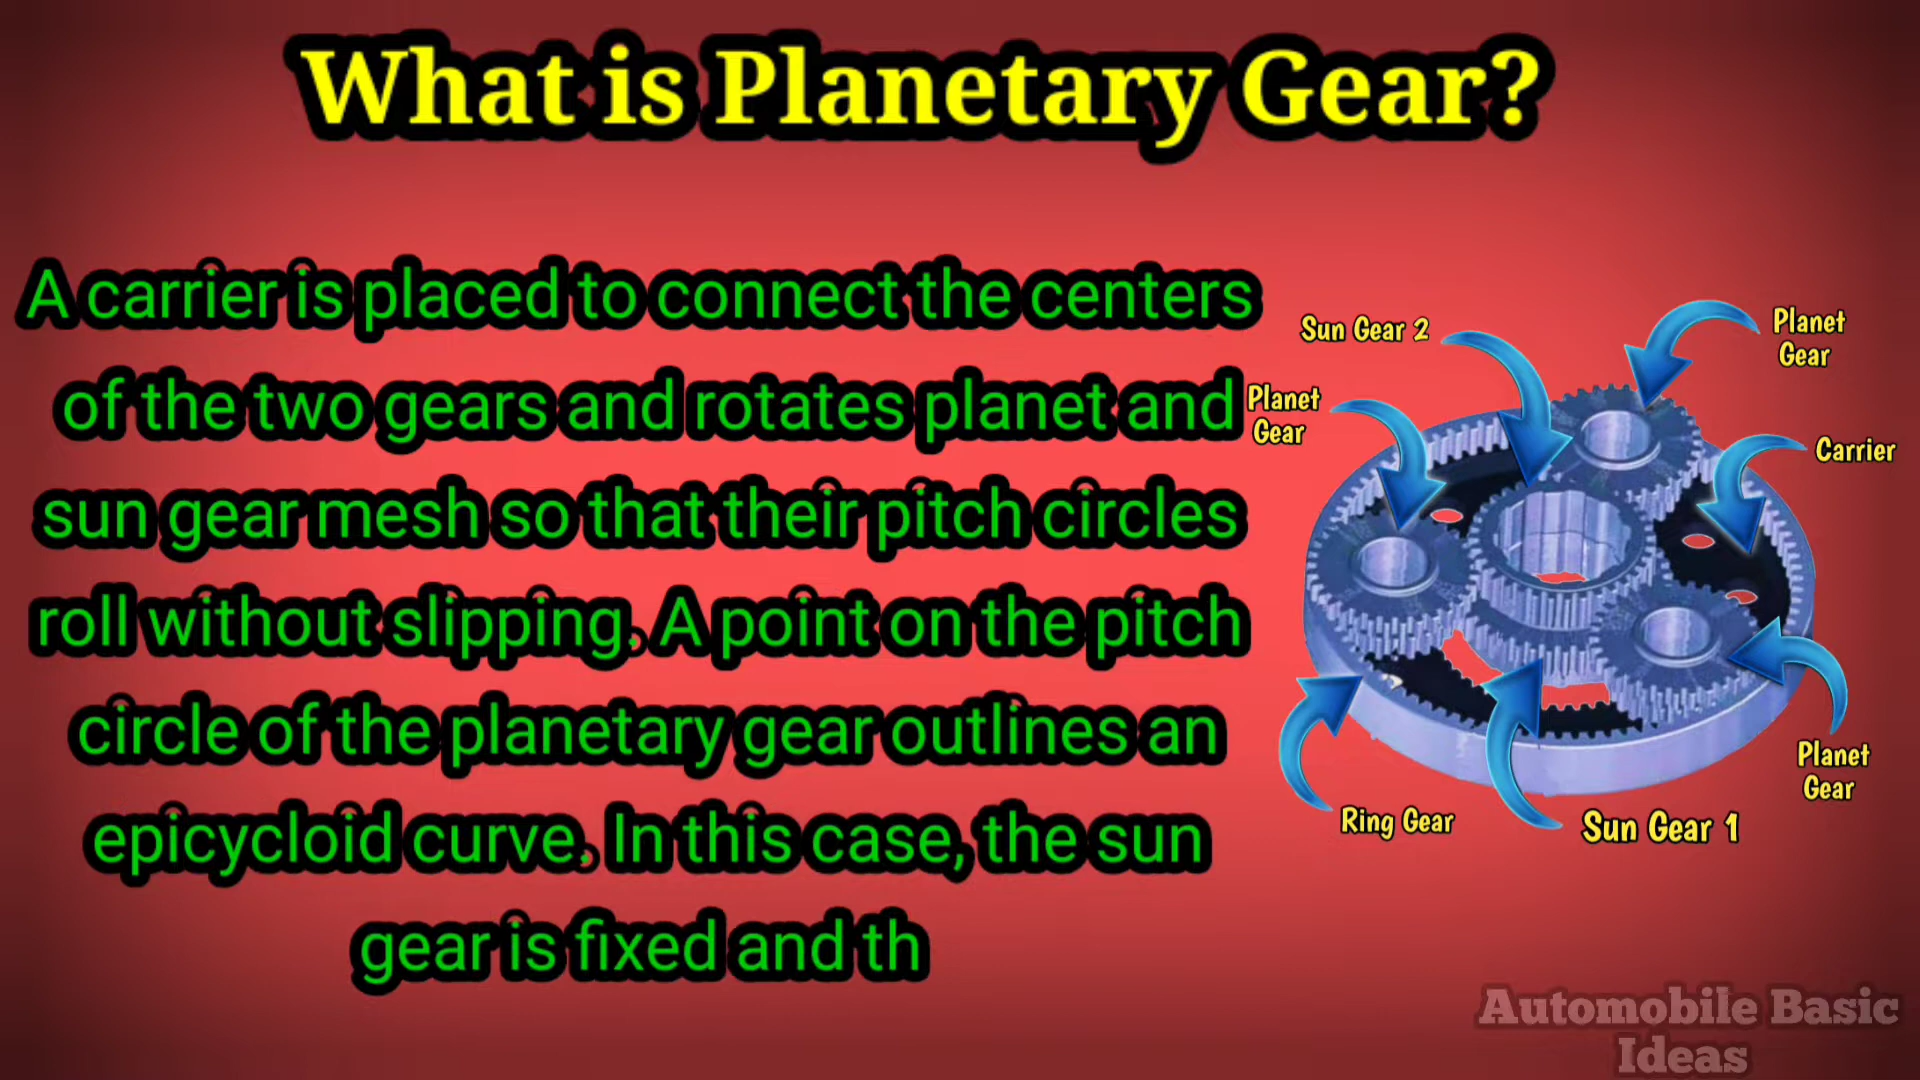 What is Planetary Gear?
A carrier is placed to connect the centers
of the two gears and rotates planet and
sun gear mesh so that their pitch circles
roll without slipping. A point on the pitch
circle of the planetary gear outlines an
epicycloid curve. In this case, the sun
gear is fixed and th
Sun Gear 2
Planet
Gear
Planet
Gear
Carrier
Ring Gear
Sun Gear 1
Planet
Gear
Automobile Basic
Ideas